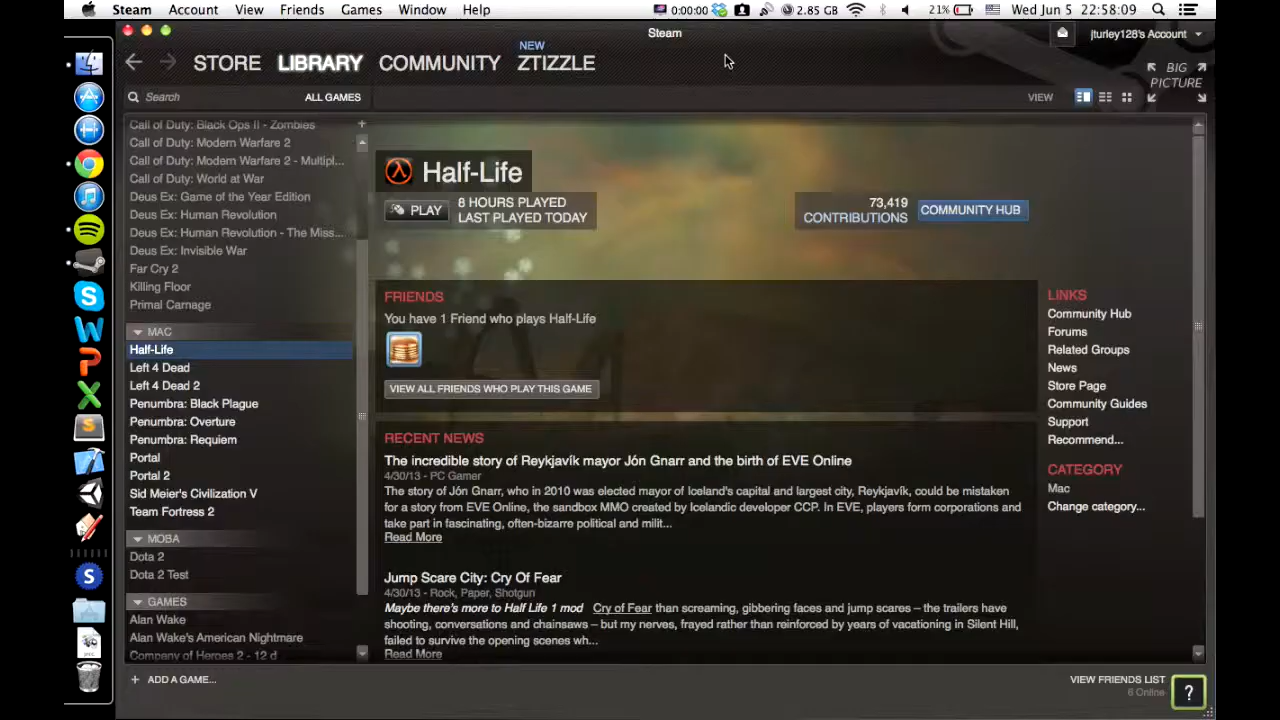 Steam Account View Friends Games Window Help 0:00:00 2.85 GB 21% Wed Jun 5 22:58:09
Steam
jturley128's Account
NEW
STORE LIBRARY COMMUNITY ZTIZZLE
BIG PICTURE
Search ALL GAMES VIEW
Call of Duty: Black Ops II - Zombies
Call of Duty: Modern Warfare 2
Call of Duty: Modern Warfare 2 - Multipl...
Call of Duty: World at War
Deus Ex: Game of the Year Edition
Deus Ex: Human Revolution
Deus Ex: Human Revolution - The Miss...
Deus Ex: Invisible War
Far Cry 2
Killing Floor
Primal Carnage
MAC
Half-Life
Left 4 Dead
Left 4 Dead 2
Penumbra: Black Plague
Penumbra: Overture
Penumbra: Requiem
Portal
Portal 2
Sid Meier's Civilization V
Team Fortress 2
MOBA
Dota 2
Dota 2 Test
GAMES
Alan Wake
Alan Wake's American Nightmare
Company of Heroes 2 - 12 d
+ ADD A GAME...
Half-Life
PLAY
8 HOURS PLAYED
LAST PLAYED TODAY
73,419
CONTRIBUTIONS
COMMUNITY HUB
FRIENDS
You have 1 Friend who plays Half-Life
VIEW ALL FRIENDS WHO PLAY THIS GAME
RECENT NEWS
The incredible story of Reykjavík mayor Jón Gnarr and the birth of EVE Online
4/30/13 - PC Gamer
The story of Jón Gnarr, who in 2010 was elected mayor of Iceland's capital and largest city, Reykjavík, could be mistaken
for a story from EVE Online, the sandbox MMO created by Icelandic developer CCP. In EVE, players form corporations and
take part in fascinating, often-bizarre political and milit...
Read More
Jump Scare City: Cry Of Fear
4/30/13 - Rock, Paper, Shotgun
Maybe there's more to Half Life 1 mod Cry of Fear than screaming, gibbering faces and jump scares – the trailers have
shooting, conversations and chainsaws – but my nerves, frayed rather than reinforced by years of vacationing in Silent Hill,
failed to survive the opening scenes wh...
Read More
LINKS
Community Hub
Forums
Related Groups
News
Store Page
Community Guides
Support
Recommend...
CATEGORY
Mac
Change category...
VIEW FRIENDS LIST
6 Online
?